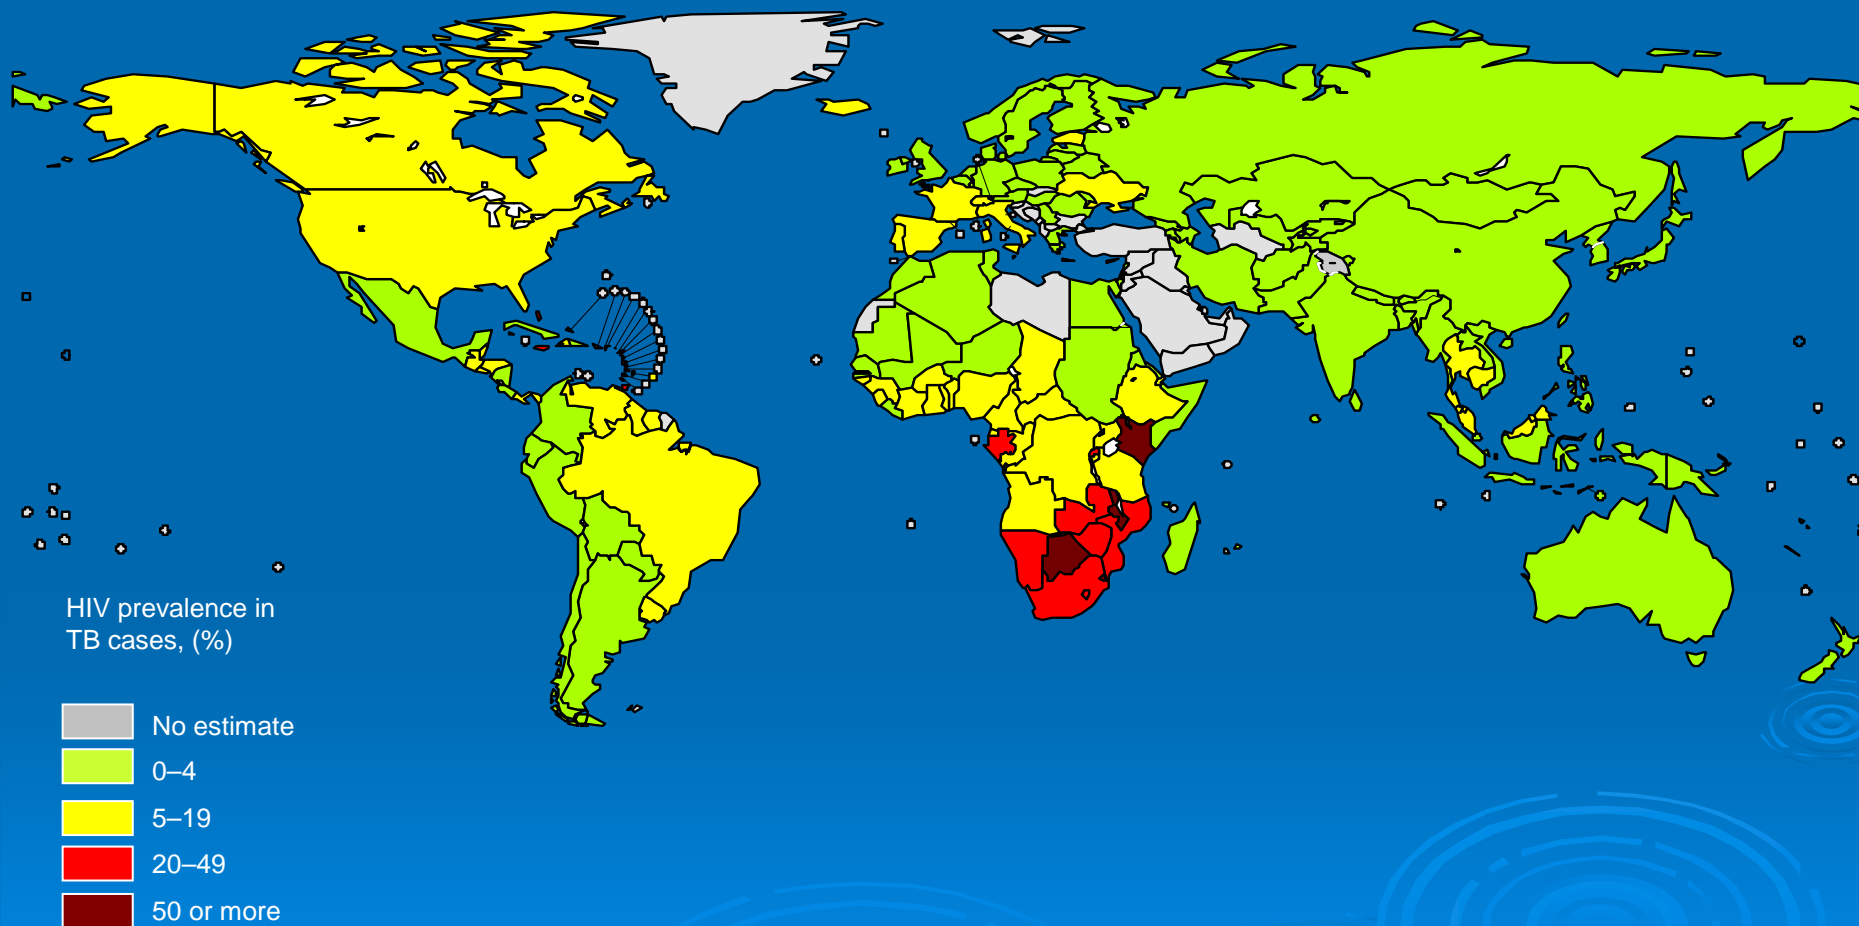 HIV prevalence in
TB cases, (%)
No estimate
0–4
5–19
20–49
50 or more